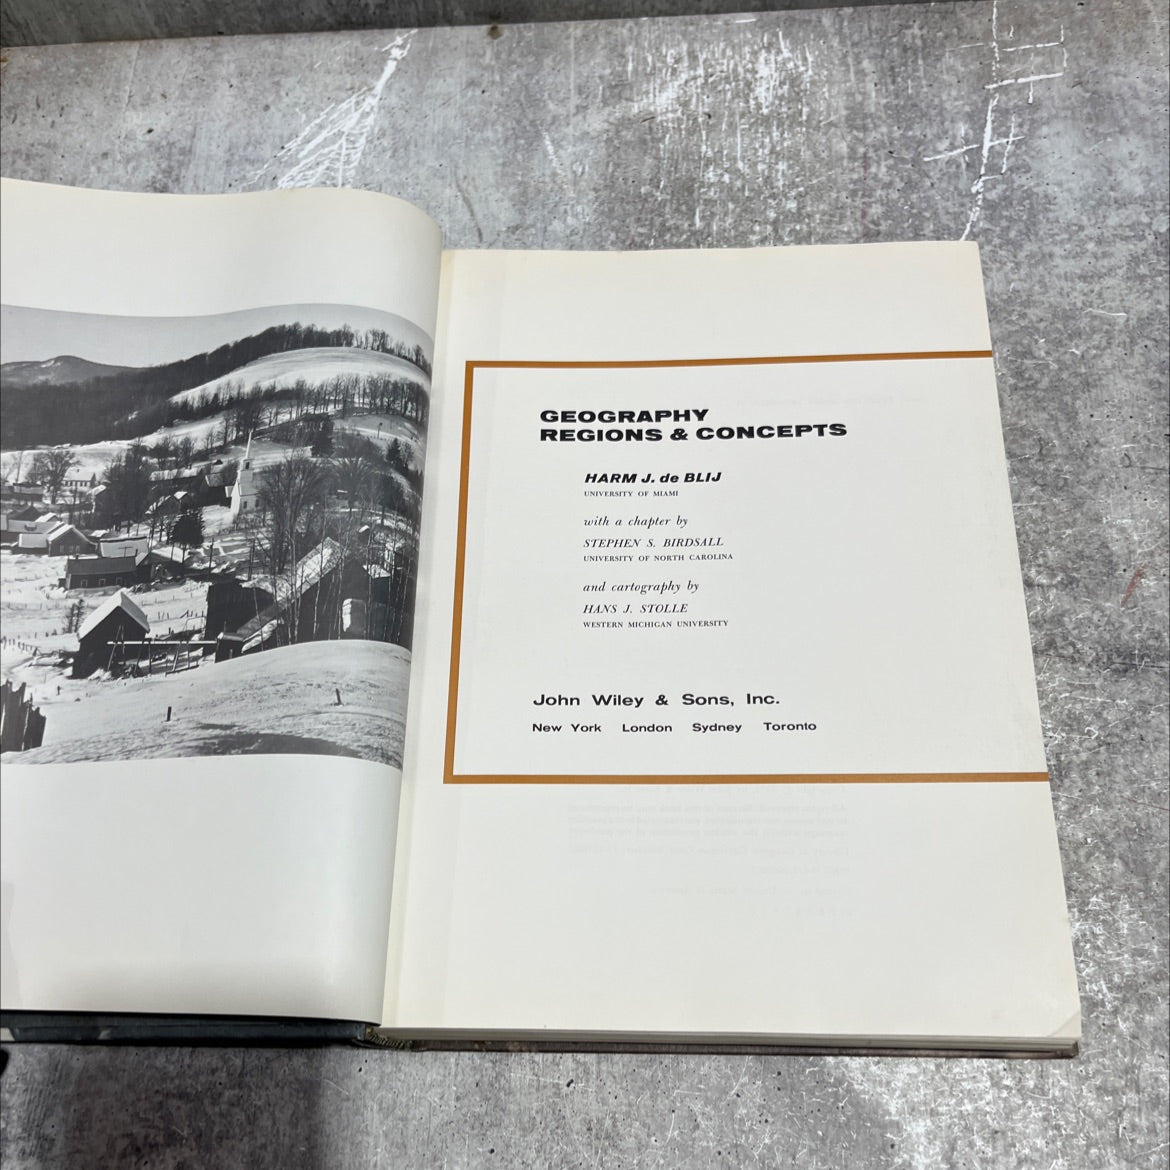 GEOGRAPHY
REGIONS & CONCEPTS
HARM J. de BLIJ
UNIVERSITY OF MIAMI
with a chapter by
STEPHEN S. BIRDSALL
UNIVERSITY OF NORTH CAROLINA
and cartography by
HANS J. STOLLE
WESTERN MICHIGAN UNIVERSITY
John Wiley & Sons, Inc.
New York London Sydney Toronto